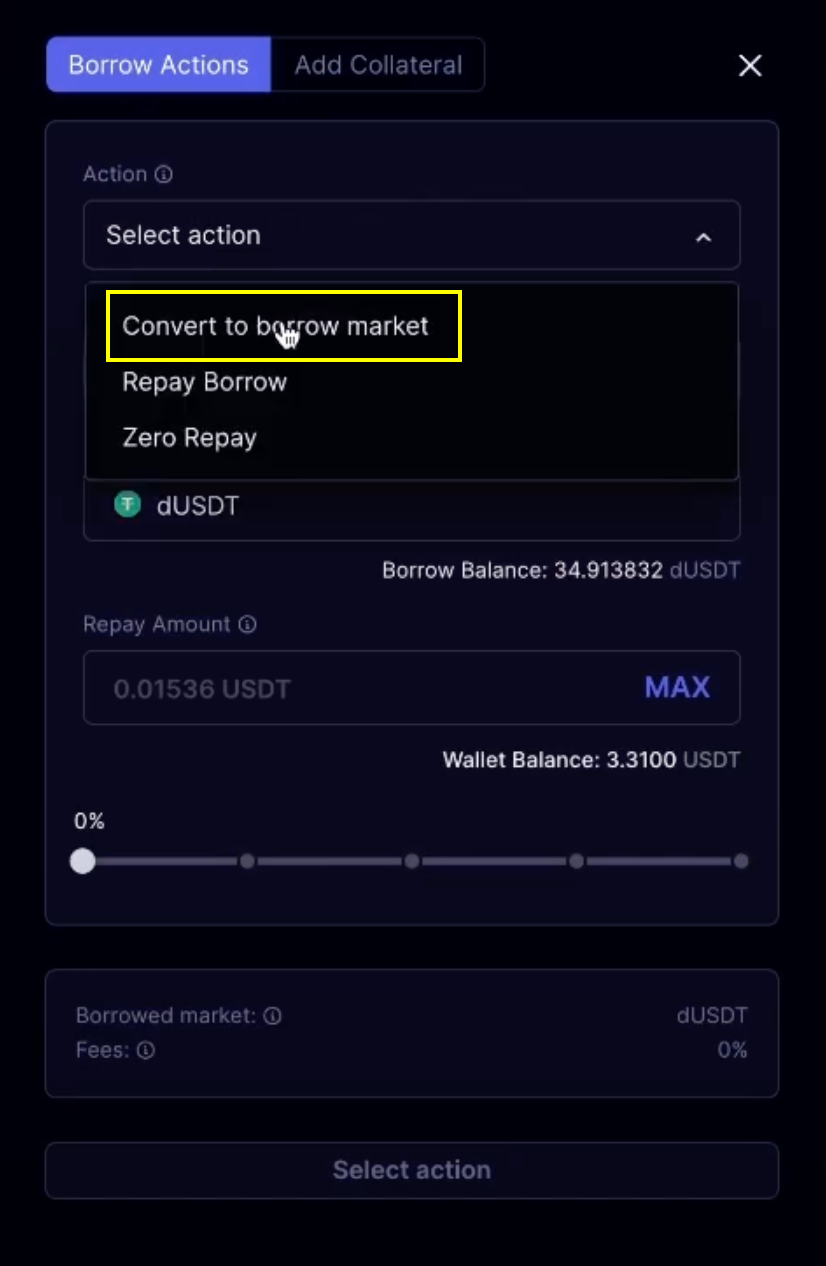 Borrow Actions Add Collateral
Action
Select action
Convert to borrow market
Repay Borrow
Zero Repay
dUSDT
Borrow Balance: 34.913832 dUSDT
Repay Amount
0.01536 USDT MAX
Wallet Balance: 3.3100 USDT
0%
Borrowed market: dUSDT
Fees: 0%
Select action